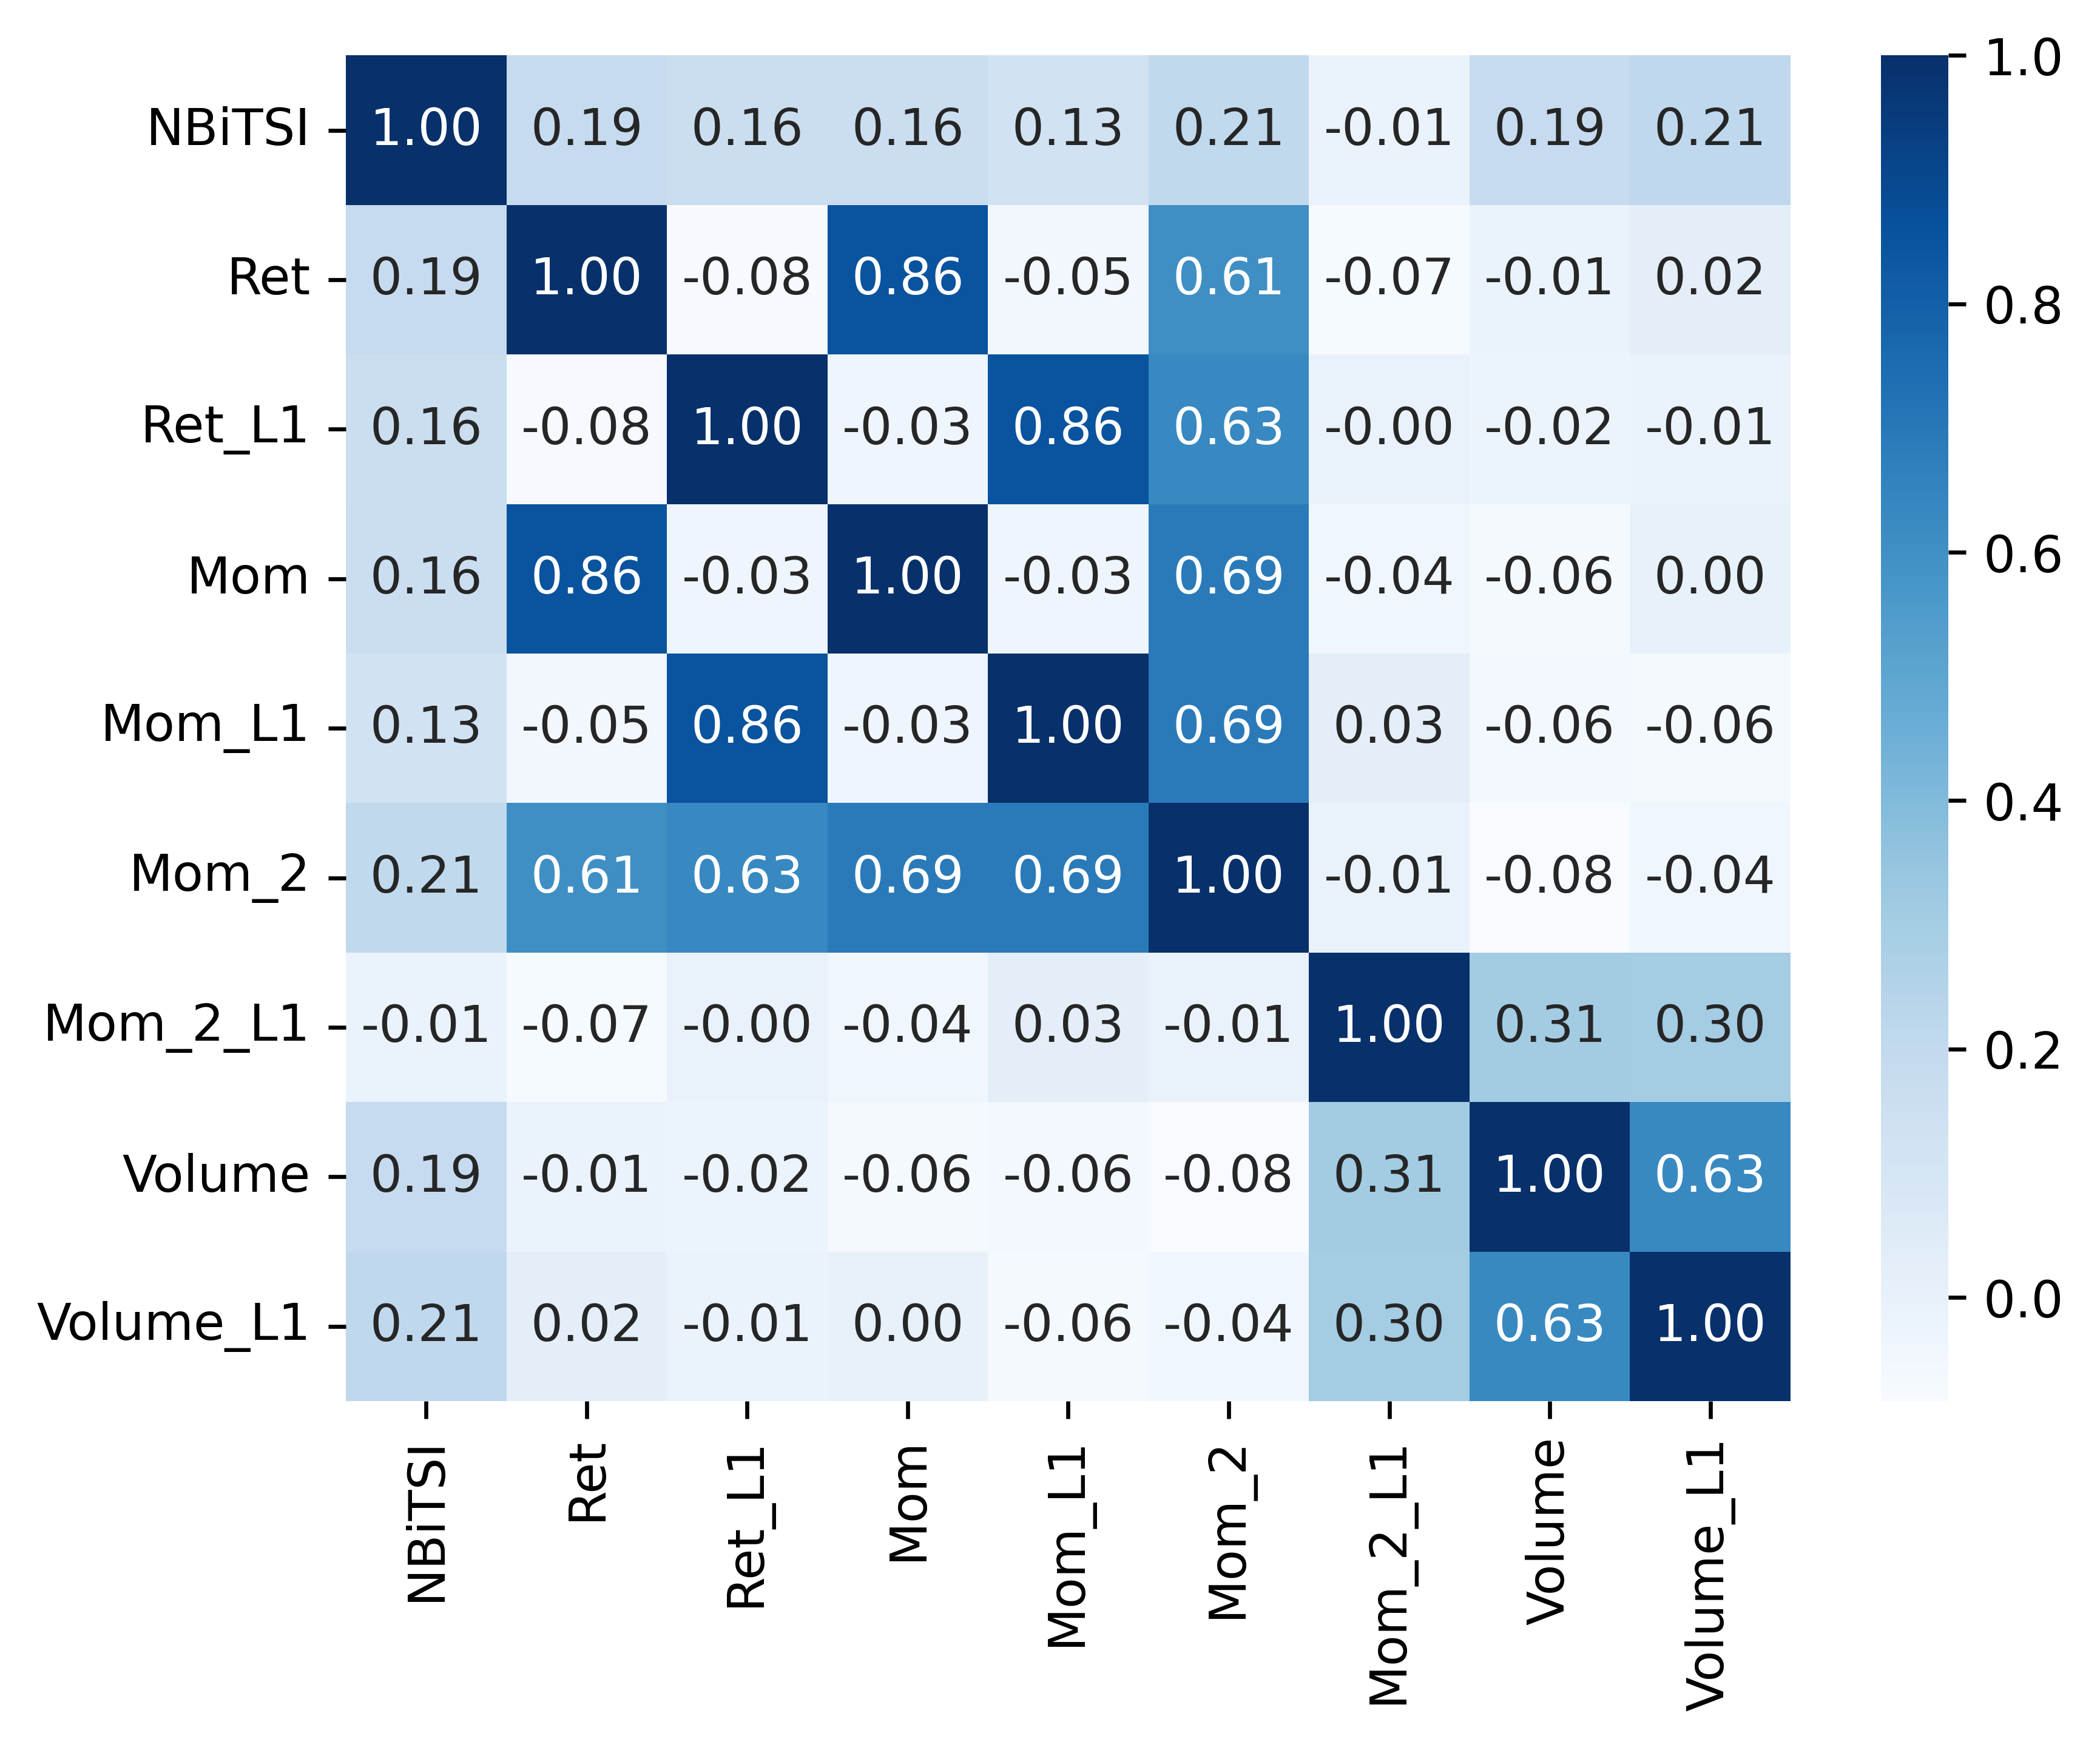 NBiTSI 1.00 0.19 0.16 0.16 0.13 0.21 -0.01 0.19 0.21
Ret 0.19 1.00 -0.08 0.86 -0.05 0.61 -0.07 -0.01 0.02
Ret_L1 0.16 -0.08 1.00 -0.03 0.86 0.63 -0.00 -0.02 -0.01
Mom 0.16 0.86 -0.03 1.00 -0.03 0.69 -0.04 -0.06 0.00
Mom_L1 0.13 -0.05 0.86 -0.03 1.00 0.69 0.03 -0.06 -0.06
Mom_2 0.21 0.61 0.63 0.69 0.69 1.00 -0.01 -0.08 -0.04
Mom_2_L1 -0.01 -0.07 -0.00 -0.04 0.03 -0.01 1.00 0.31 0.30
Volume 0.19 -0.01 -0.02 -0.06 -0.06 -0.08 0.31 1.00 0.63
Volume_L1 0.21 0.02 -0.01 0.00 -0.06 -0.04 0.30 0.63 1.00
NBiTSI
Ret
Ret_L1
Mom
Mom_L1
Mom_2
Mom_2_L1
Volume
Volume_L1
1.0
0.8
0.6
0.4
0.2
0.0